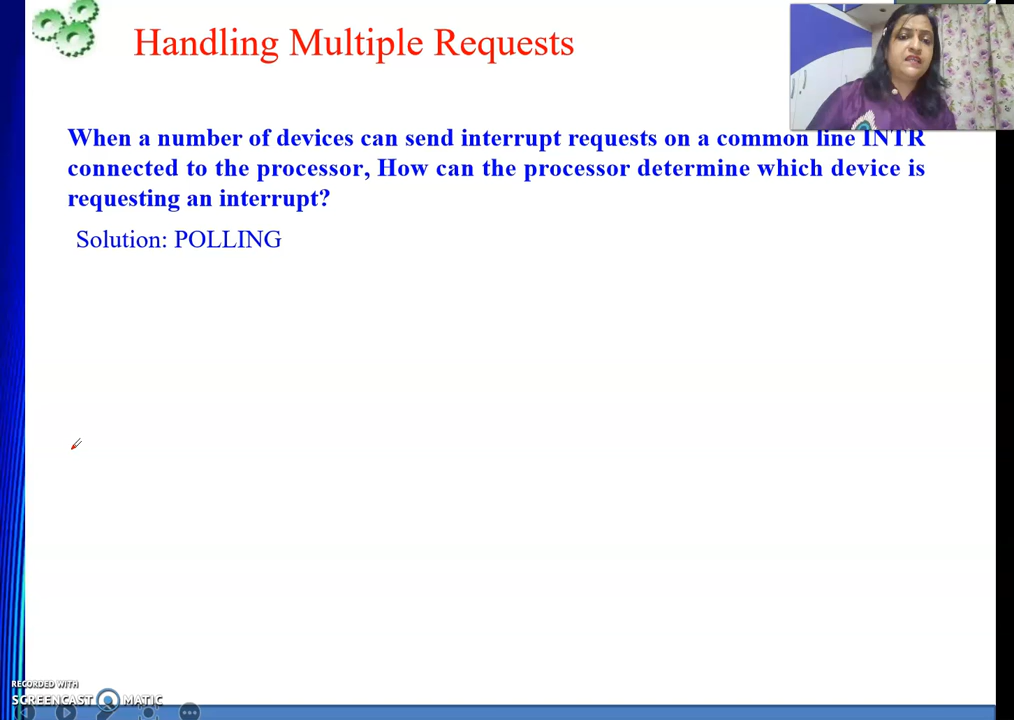 Handling Multiple Requests
When a number of devices can send interrupt requests on a common line INTR
connected to the processor, How can the processor determine which device is
requesting an interrupt?
Solution: POLLING
RECORDED WITH
SCREENCAST MATIC